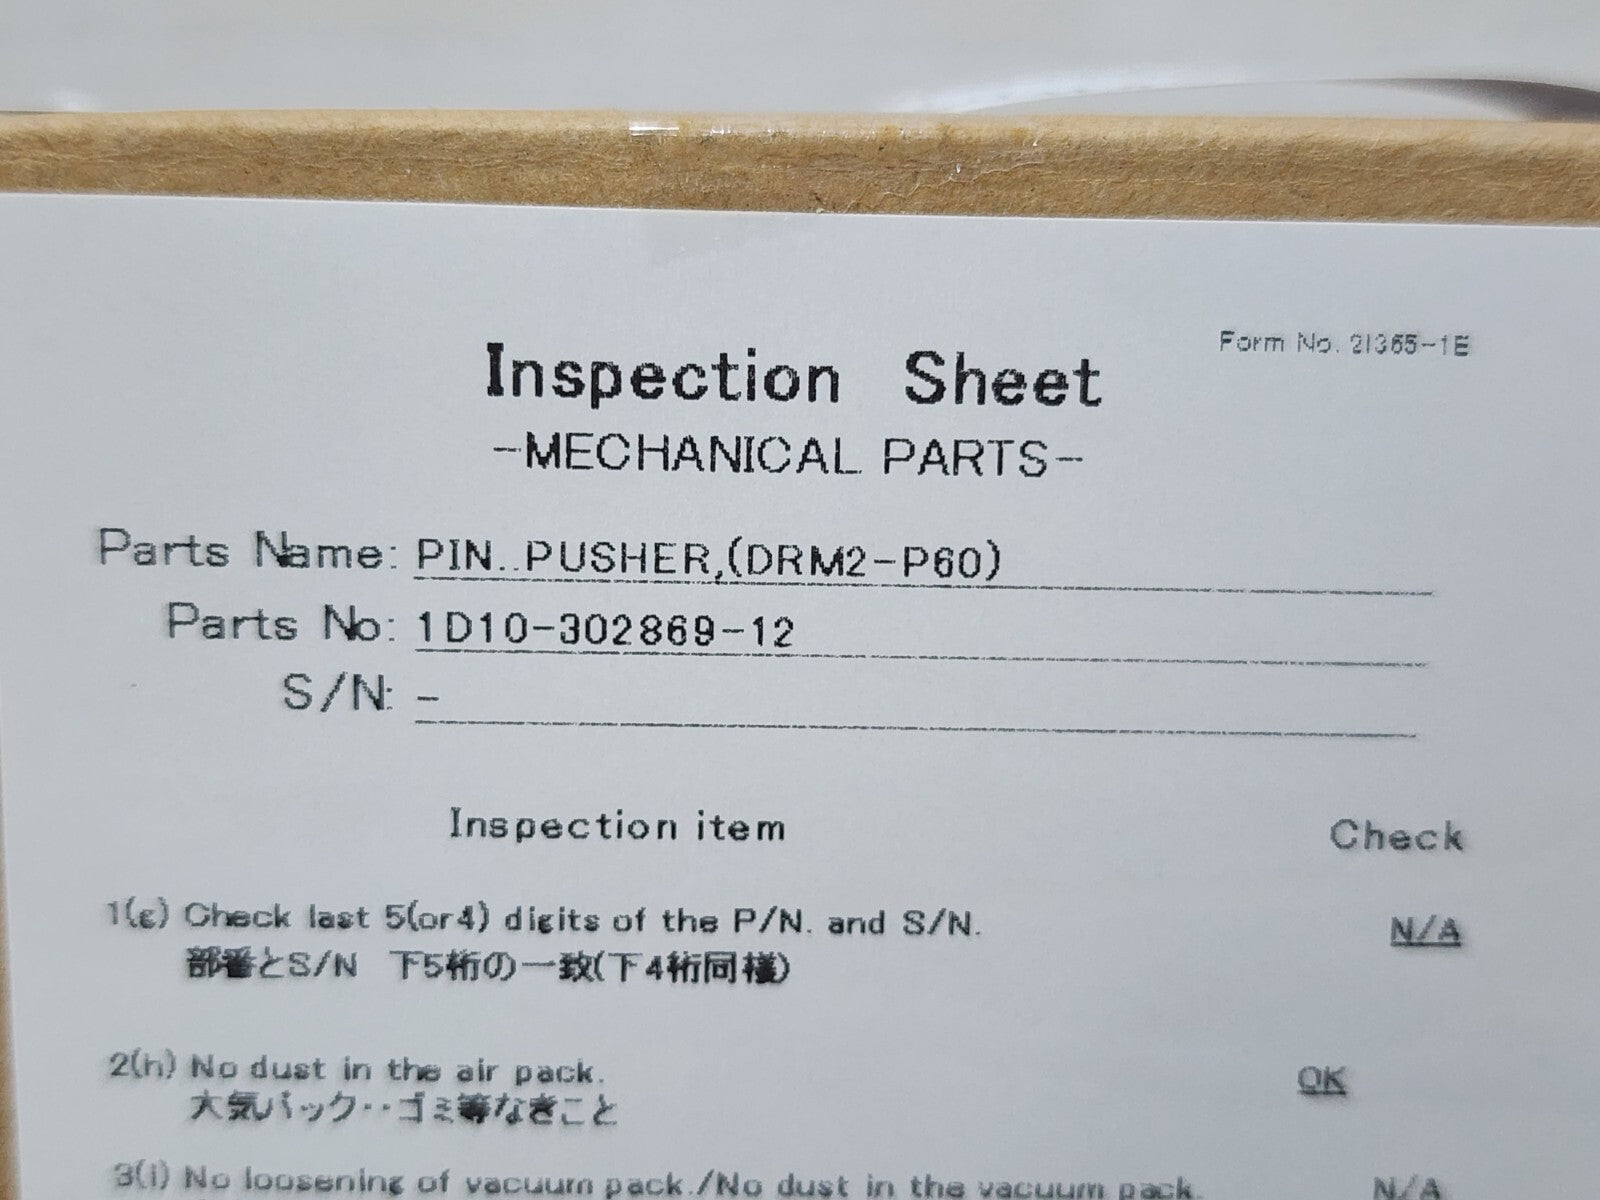 Form No. 21365-1E
Inspection Sheet
-MECHANICAL PARTS-
Parts Name: PIN..PUSHER,(DRM2-P60)
Parts No: 1D10-302869-12
S/N: -
Inspection item Check
1(g) Check last 5(or4) digits of the P/N. and S/N. N/A
部番とS/N 下5桁の一致(下4桁同様)
2(h) No dust in the air pack. OK
大気パック・・ゴミ等なきこと
3(i) No loosening of vacuum pack./No dust in the vacuum pack. N/A